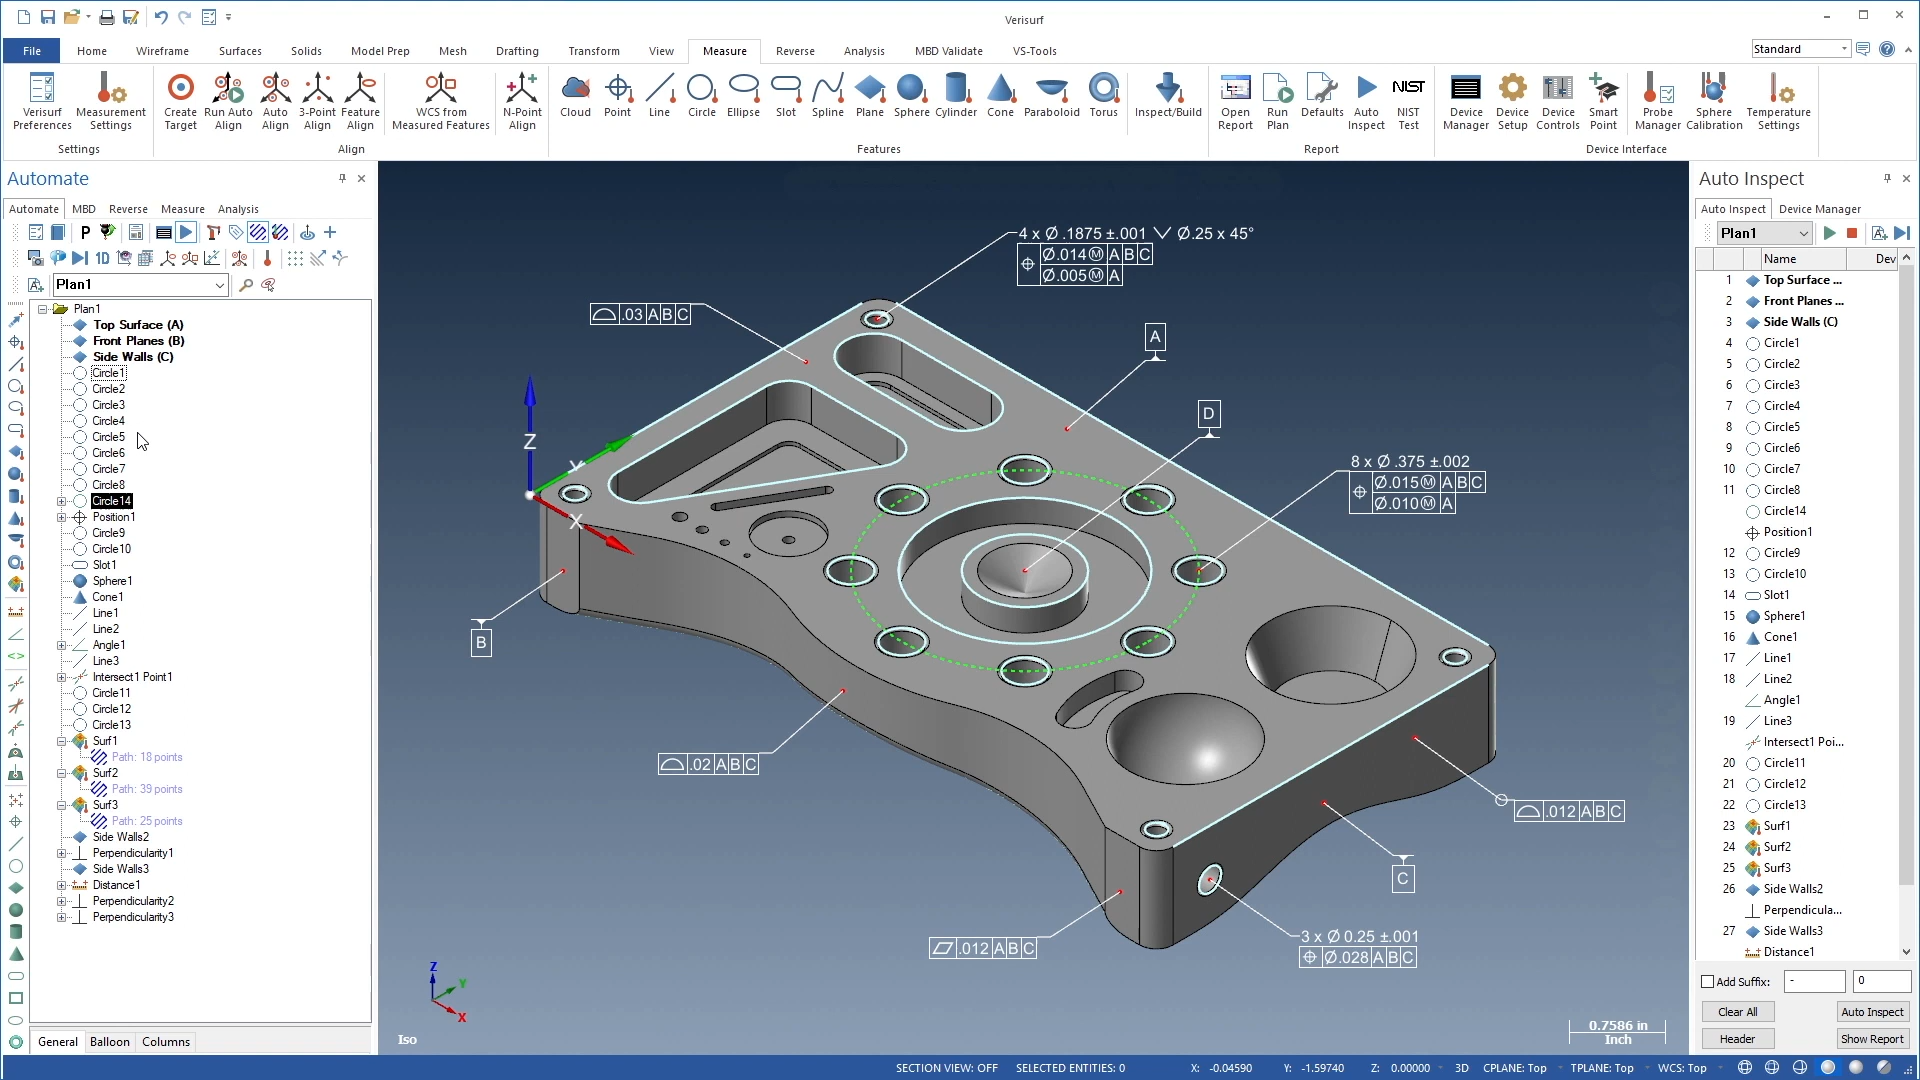 Verisurf
File Home Wireframe Surfaces Solids Model Prep Mesh Drafting Transform View Measure Reverse Analysis MBD Validate VS-Tools
Standard
Verisurf Preferences
Measurement Settings
Settings
Create Target
Run Auto Align
Auto Align
3-Point Align
Feature Align
WCS from Measured Features
N-Point Align
Align
Cloud Point Line Circle Ellipse Slot Spline Plane Sphere Cylinder Cone Paraboloid Torus
Inspect/Build
Features
Open Report
Run Plan
Defaults
Auto Inspect
NIST
NIST Test
Report
Device Manager
Device Setup
Device Controls
Smart Point
Probe Manager
Sphere Calibration
Temperature Settings
Device Interface
Automate
Automate MBD Reverse Measure Analysis
P
1D
Plan1
Plan1
Top Surface (A)
Front Planes (B)
Side Walls (C)
Circle1
Circle2
Circle3
Circle4
Circle5
Circle6
Circle7
Circle8
Circle14
Position1
Circle9
Circle10
Slot1
Sphere1
Cone1
Line1
Line2
Angle1
Line3
Intersect1 Point1
Circle11
Circle12
Circle13
Surf1
Path: 18 points
Surf2
Path: 39 points
Surf3
Path: 25 points
Side Walls2
Perpendicularity1
Side Walls3
Distance1
Perpendicularity2
Perpendicularity3
General Balloon Columns
4 x Ø .1875 ±.001 ∨ Ø.25 x 45°
Ø.014Ⓜ A B C
Ø.005Ⓜ A
.03 A B C
A
D
8 x Ø .375 ±.002
Ø.015Ⓜ A B C
Ø.010Ⓜ A
Z
Y
X
B
.02 A B C
.012 A B C
C
.012 A B C
3 x Ø 0.25 ±.001
Ø.028 A B C
Z
Y
X
Iso
0.7586 in
Inch
Auto Inspect
Auto Inspect Device Manager
Plan1
Name Dev
1 Top Surface ...
2 Front Planes ...
3 Side Walls (C)
4 Circle1
5 Circle2
6 Circle3
7 Circle4
8 Circle5
9 Circle6
10 Circle7
11 Circle8
Circle14
Position1
12 Circle9
13 Circle10
14 Slot1
15 Sphere1
16 Cone1
17 Line1
18 Line2
Angle1
19 Line3
Intersect1 Poi...
20 Circle11
21 Circle12
22 Circle13
23 Surf1
24 Surf2
25 Surf3
26 Side Walls2
Perpendicula...
27 Side Walls3
Distance1
Add Suffix: - 0
Clear All Auto Inspect
Header Show Report
SECTION VIEW: OFF SELECTED ENTITIES: 0 X: -0.04590 Y: -1.59740 Z: 0.00000 3D CPLANE: Top TPLANE: Top WCS: Top